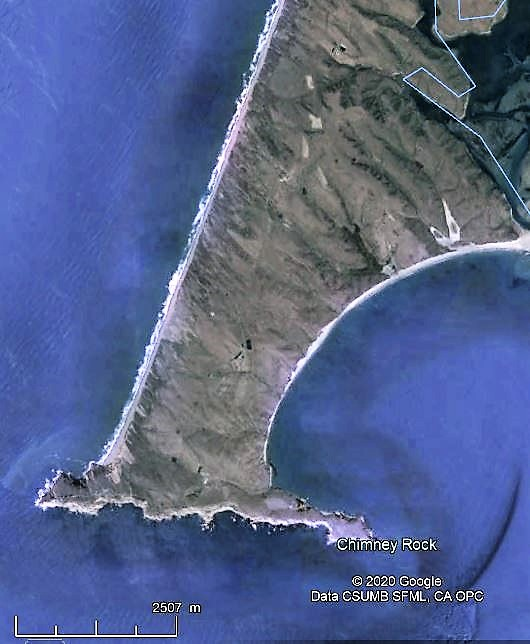 Chimney Rock
© 2020 Google
Data CSUMB SFML, CA OPC
2507 m